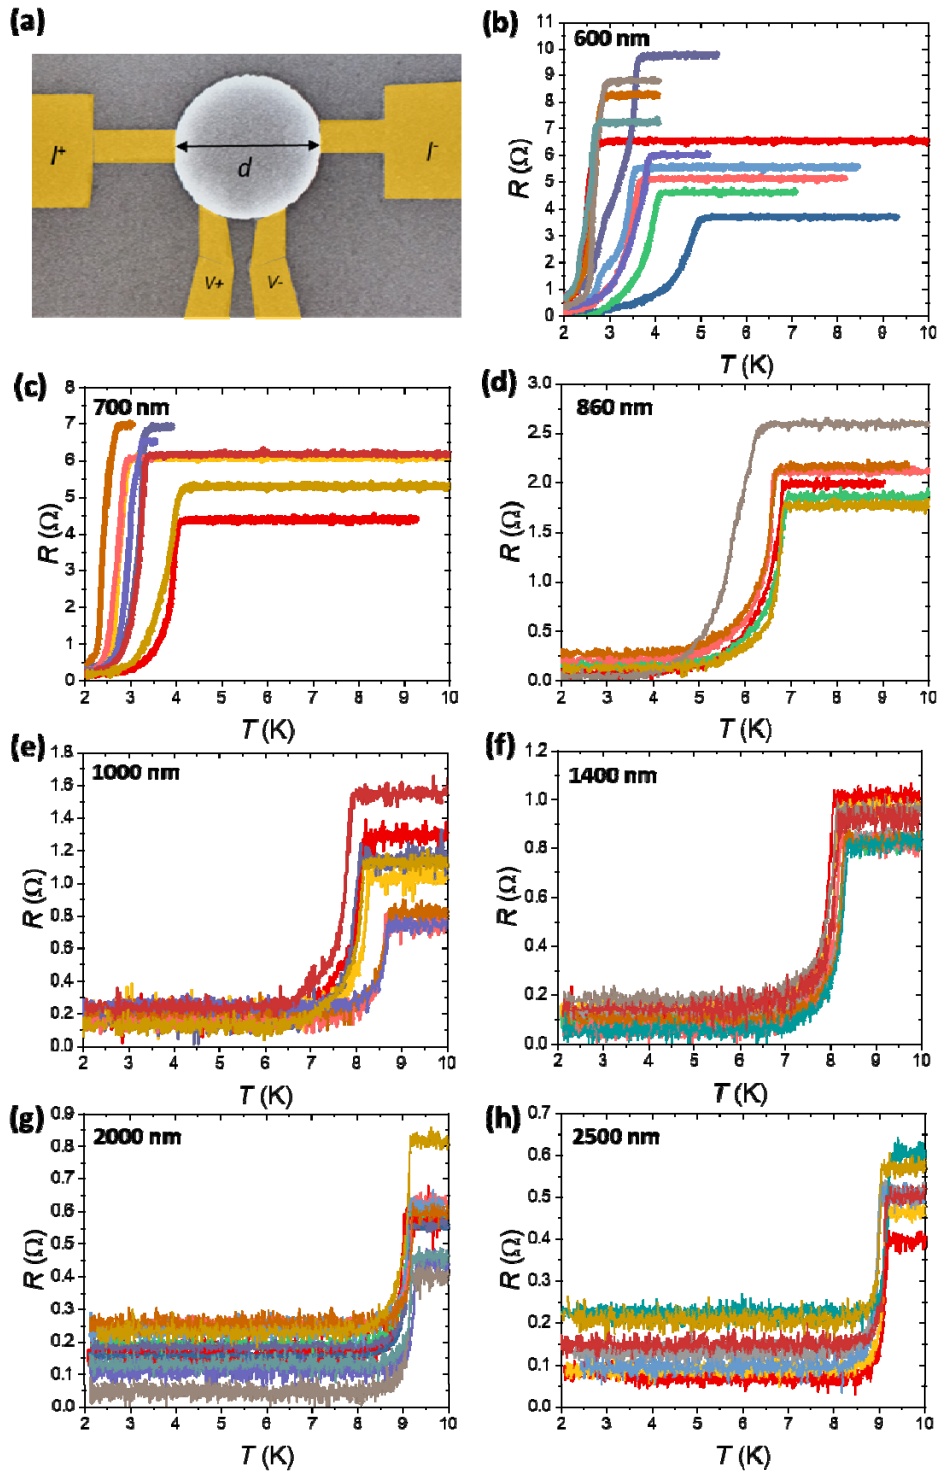 (a)
I⁺
d
I⁻
V+
V-
(b)
600 nm
R (Ω)
11
10
9
8
7
6
5
4
3
2
1
0
2 3 4 5 6 7 8 9 10
T (K)
(c)
700 nm
R (Ω)
8
7
6
5
4
3
2
1
0
2 3 4 5 6 7 8 9 10
T (K)
(d)
860 nm
R (Ω)
3.0
2.5
2.0
1.5
1.0
0.5
0.0
2 3 4 5 6 7 8 9 10
T (K)
(e)
1000 nm
R (Ω)
1.8
1.6
1.4
1.2
1.0
0.8
0.6
0.4
0.2
0.0
2 3 4 5 6 7 8 9 10
T (K)
(f)
1400 nm
R (Ω)
1.2
1.0
0.8
0.6
0.4
0.2
0.0
2 3 4 5 6 7 8 9 10
T (K)
(g)
2000 nm
R (Ω)
0.9
0.8
0.7
0.6
0.5
0.4
0.3
0.2
0.1
0.0
2 3 4 5 6 7 8 9 10
T (K)
(h)
2500 nm
R (Ω)
0.7
0.6
0.5
0.4
0.3
0.2
0.1
0.0
2 3 4 5 6 7 8 9 10
T (K)